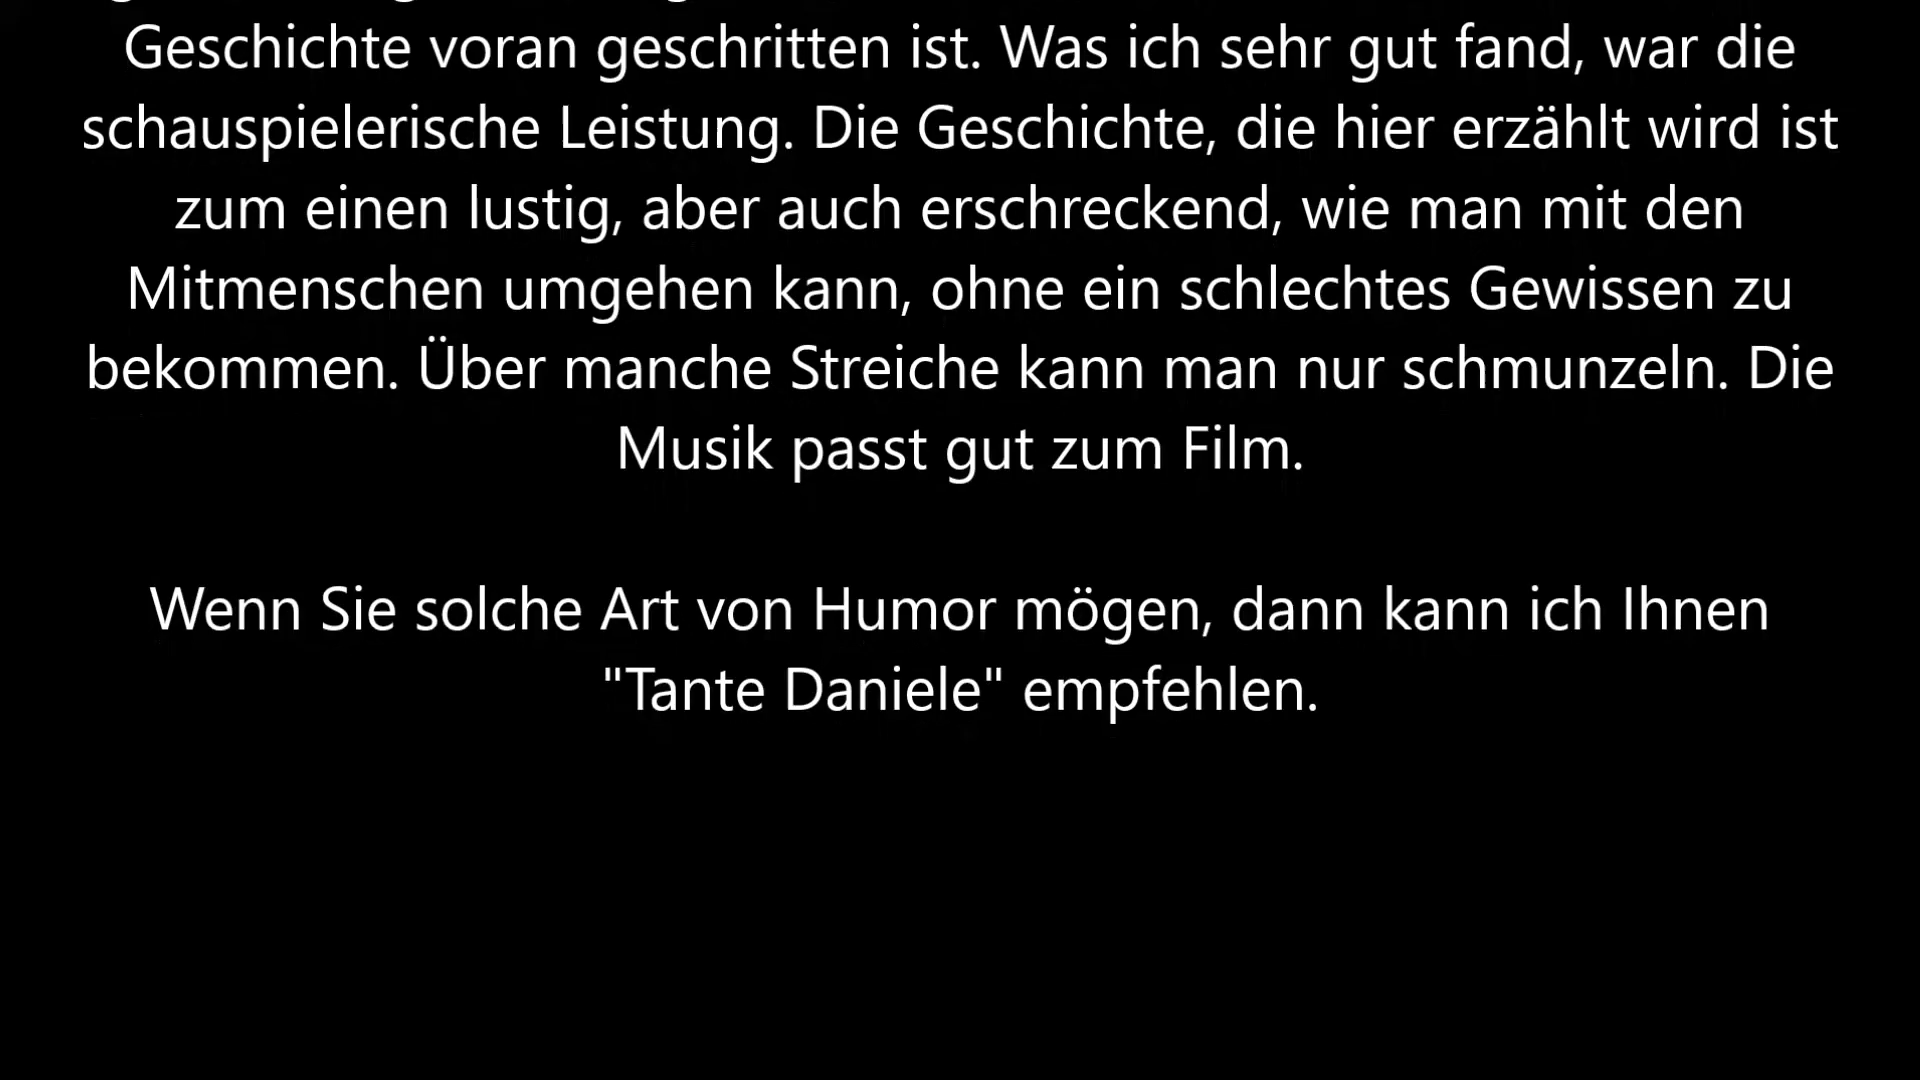 Geschichte voran geschritten ist. Was ich sehr gut fand, war die
schauspielerische Leistung. Die Geschichte, die hier erzählt wird ist
zum einen lustig, aber auch erschreckend, wie man mit den
Mitmenschen umgehen kann, ohne ein schlechtes Gewissen zu
bekommen. Über manche Streiche kann man nur schmunzeln. Die
Musik passt gut zum Film.
Wenn Sie solche Art von Humor mögen, dann kann ich Ihnen
"Tante Daniele" empfehlen.